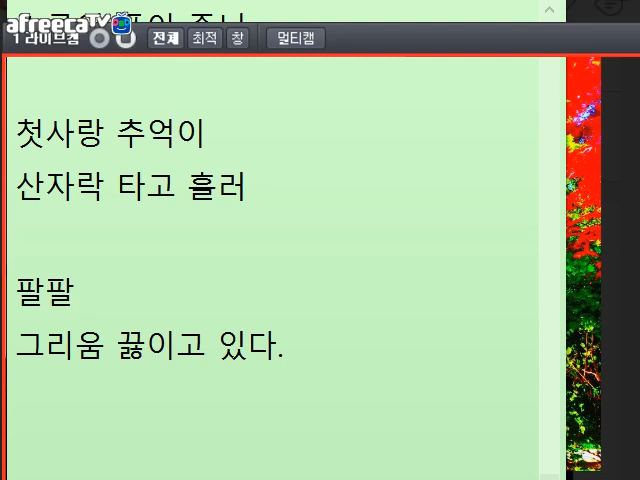 afreecaTV
1 라이브캠 전체 최적 창 멀티캠
첫사랑 추억이
산자락 타고 흘러
팔팔
그리움 끓이고 있다.